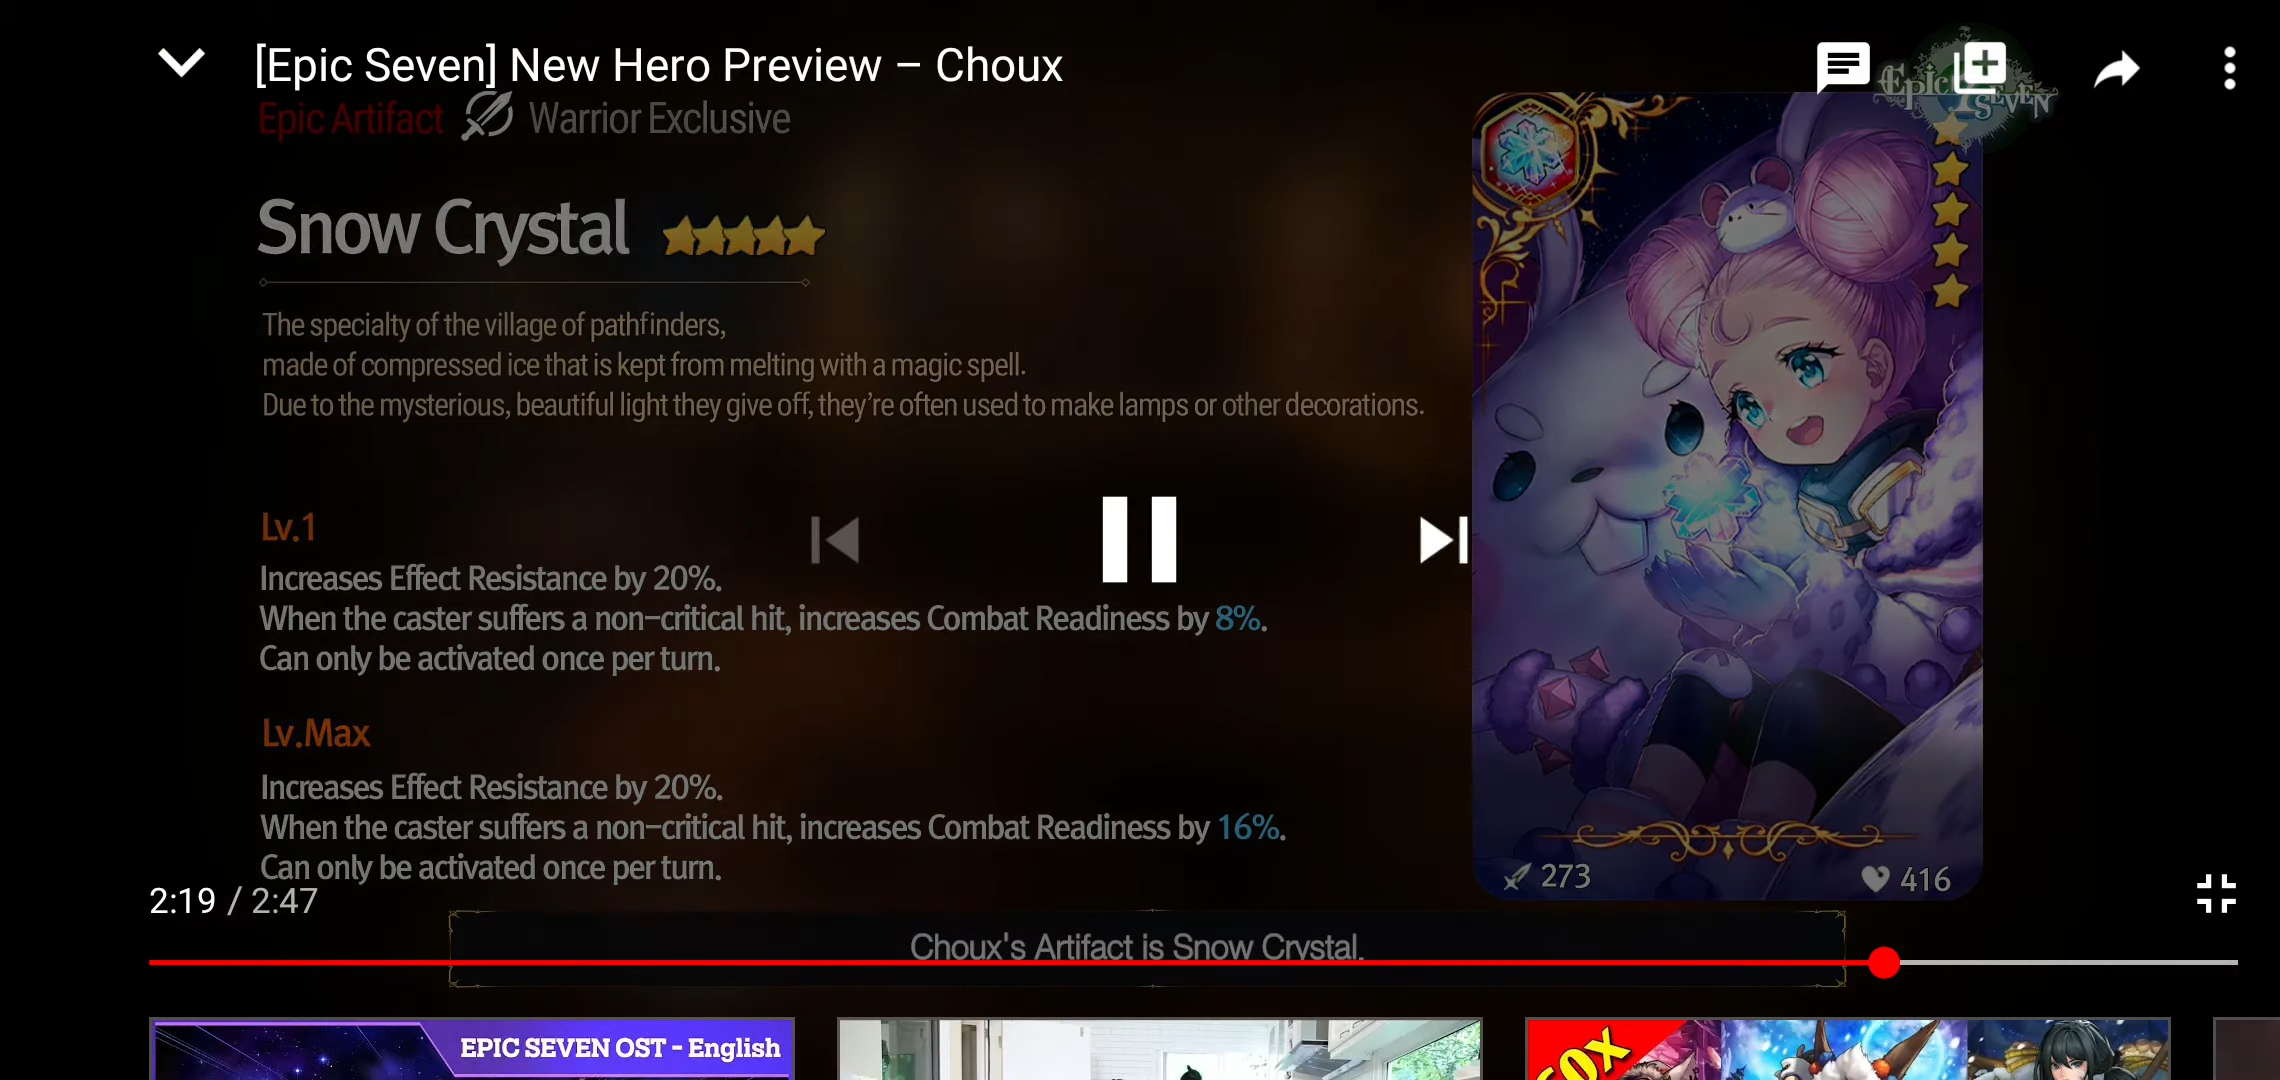 [Epic Seven] New Hero Preview – Choux
Epic Seven
Epic Artifact Warrior Exclusive
Snow Crystal
The specialty of the village of pathfinders,
made of compressed ice that is kept from melting with a magic spell.
Due to the mysterious, beautiful light they give off, they're often used to make lamps or other decorations.
Lv.1
Increases Effect Resistance by 20%.
When the caster suffers a non-critical hit, increases Combat Readiness by 8%.
Can only be activated once per turn.
Lv.Max
Increases Effect Resistance by 20%.
When the caster suffers a non-critical hit, increases Combat Readiness by 16%.
Can only be activated once per turn.
273
416
2:19 / 2:47
Choux's Artifact is Snow Crystal.
EPIC SEVEN OST - English
60x